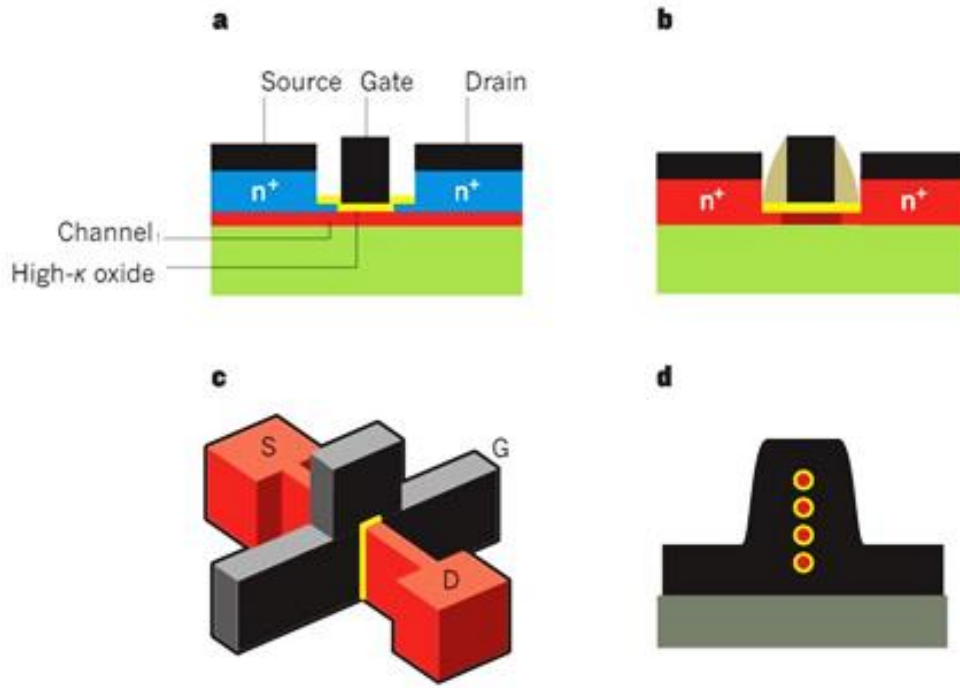 a
b
Source Gate Drain
n⁺ n⁺
n⁺ n⁺
Channel
High-κ oxide
c
d
S
G
D